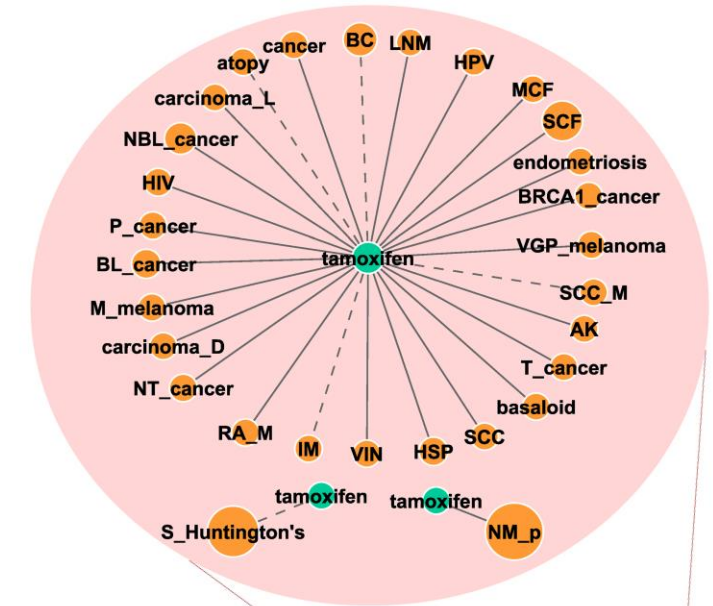 BC
LNM
cancer
atopy
HPV
MCF
carcinoma_L
SCF
NBL_cancer
endometriosis
HIV
BRCA1_cancer
P_cancer
VGP_melanoma
tamoxifen
BL_cancer
SCC_M
M_melanoma
AK
carcinoma_D
T_cancer
NT_cancer
basaloid
RA_M
SCC
IM
VIN
HSP
tamoxifen
tamoxifen
S_Huntington's
NM_p